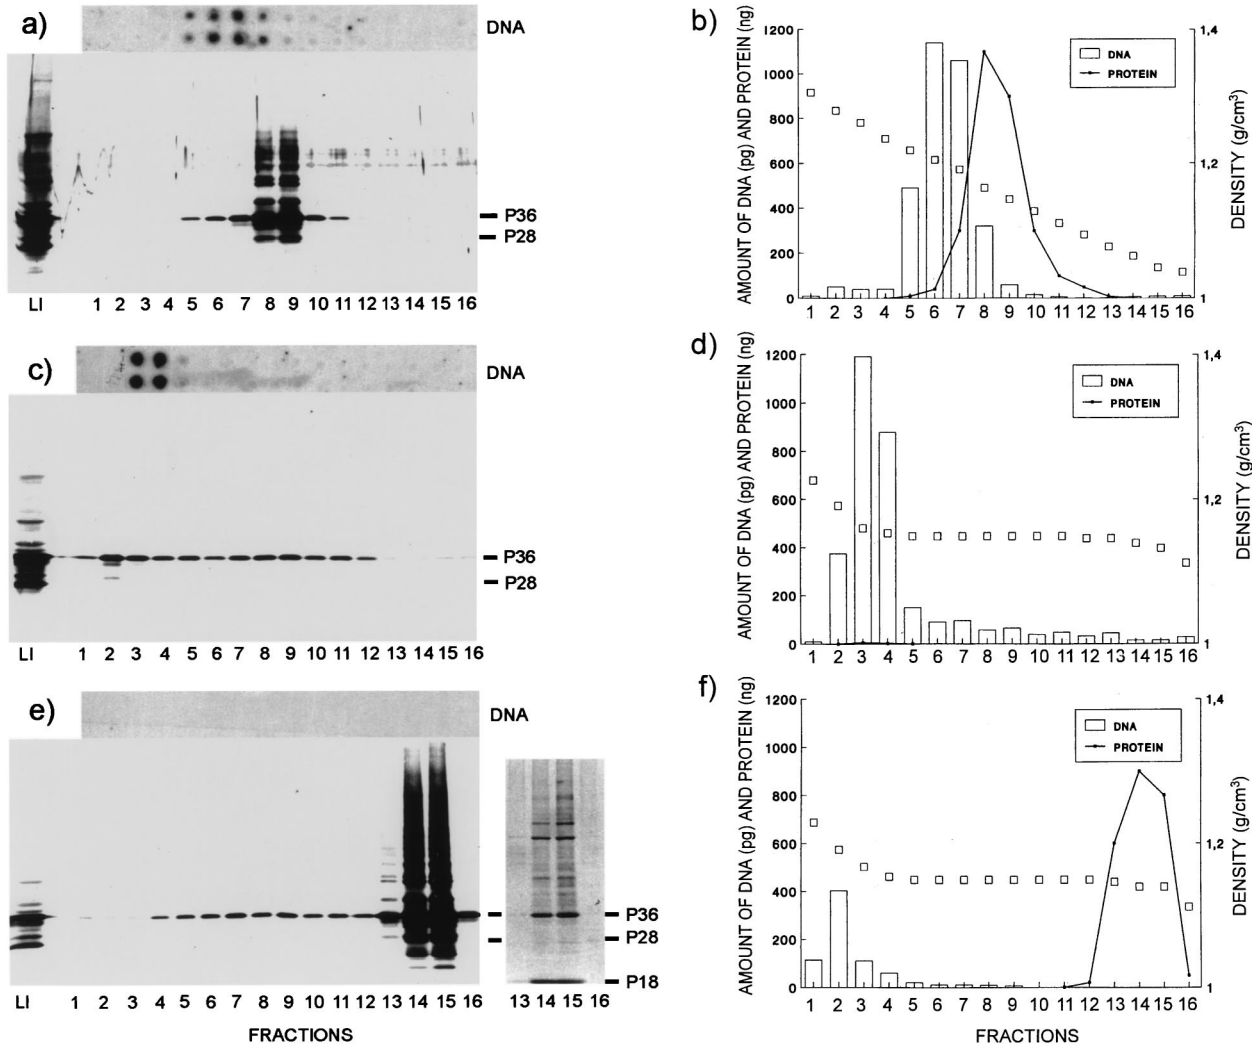 a)
DNA
P36
P28
LI 1 2 3 4 5 6 7 8 9 10 11 12 13 14 15 16
b)
AMOUNT OF DNA (pg) AND PROTEIN (ng)
1200
1000
800
600
400
200
0
DNA
PROTEIN
1,4
1,2
1
DENSITY (g/cm³)
1 2 3 4 5 6 7 8 9 10 11 12 13 14 15 16
c)
DNA
P36
P28
LI 1 2 3 4 5 6 7 8 9 10 11 12 13 14 15 16
d)
AMOUNT OF DNA (pg) AND PROTEIN (ng)
1200
1000
800
600
400
200
0
DNA
PROTEIN
1,4
1,2
1
DENSITY (g/cm³)
1 2 3 4 5 6 7 8 9 10 11 12 13 14 15 16
e)
DNA
P36
P28
P18
LI 1 2 3 4 5 6 7 8 9 10 11 12 13 14 15 16
13 14 15 16
FRACTIONS
f)
AMOUNT OF DNA (pg) AND PROTEIN (ng)
1200
1000
800
600
400
200
0
DNA
PROTEIN
1,4
1,2
1
DENSITY (g/cm³)
1 2 3 4 5 6 7 8 9 10 11 12 13 14 15 16
FRACTIONS